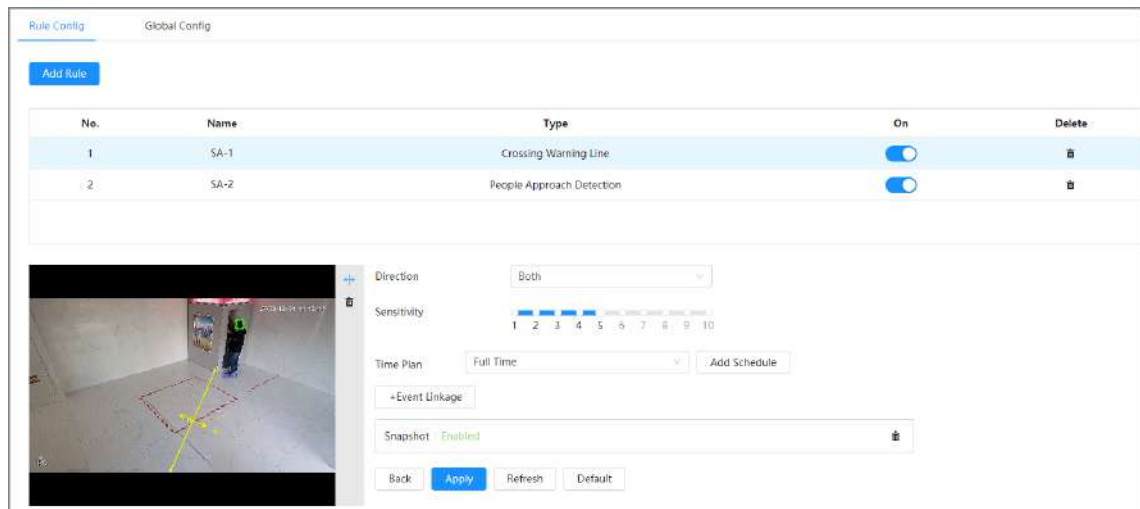 Rule Config Global Config
Add Rule
No. Name Type On Delete
1 SA-1 Crossing Warning Line
2 SA-2 People Approach Detection
Direction Both
Sensitivity
1 2 3 4 5 6 7 8 9 10
Time Plan Full Time Add Schedule
+Event Linkage
Snapshot Enabled
Back Apply Refresh Default